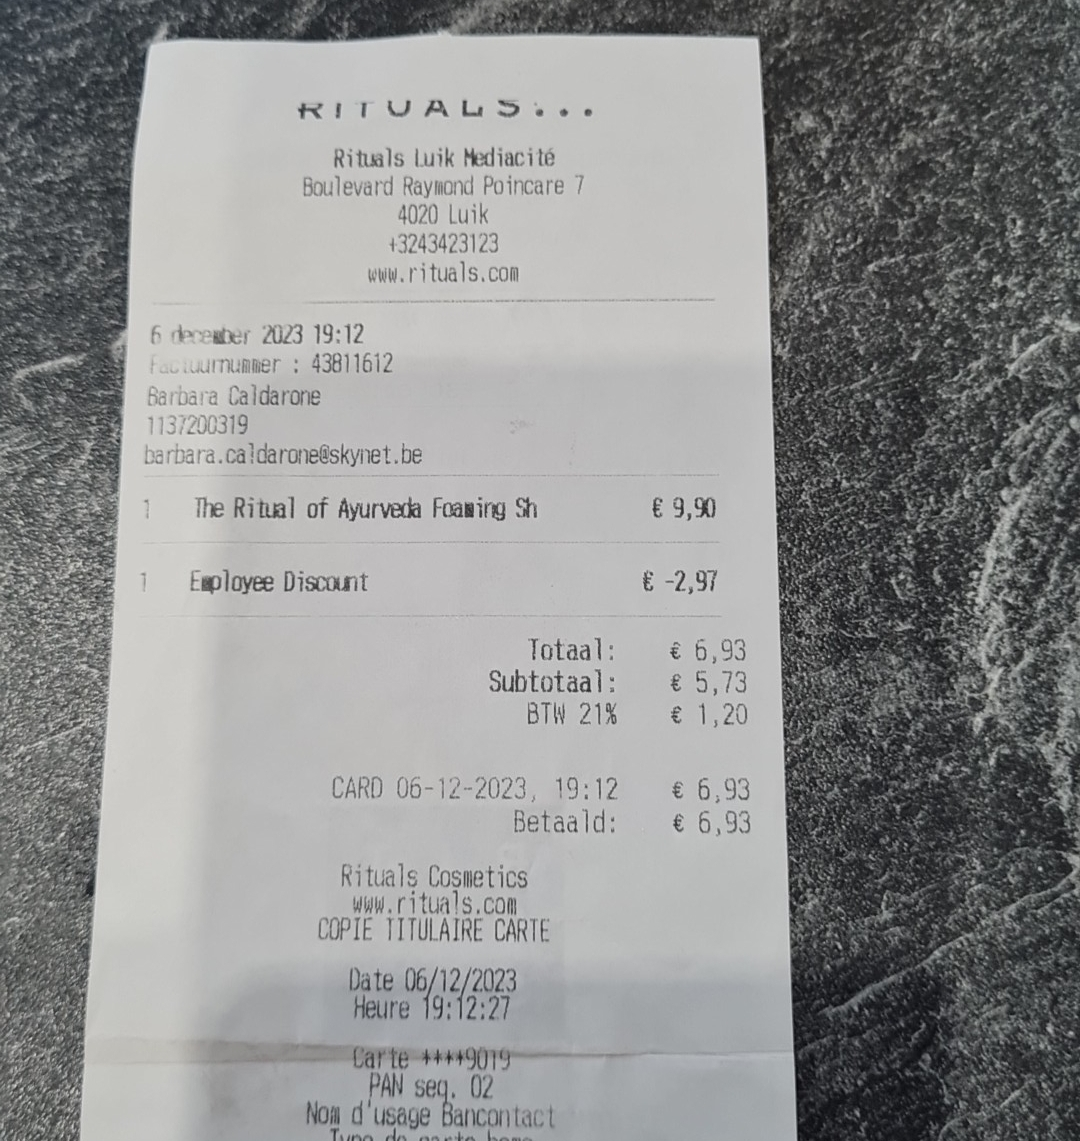 RITUALS...
Rituals Luik Mediacité
Boulevard Raymond Poincare 7
4020 Luik
+3243423123
www.rituals.com
6 december 2023 19:12
Factuurnummer : 43811612
Barbara Caldarone
1137200319
barbara.caldarone@skynet.be
1 The Ritual of Ayurveda Foaming Sh € 9,90
1 Employee Discount € -2,97
Totaal: € 6,93
Subtotaal: € 5,73
BTW 21% € 1,20
CARD 06-12-2023, 19:12 € 6,93
Betaald: € 6,93
Rituals Cosmetics
www.rituals.com
COPIE TITULAIRE CARTE
Date 06/12/2023
Heure 19:12:27
Carte ****9019
PAN seq. 02
Nom d'usage Bancontact